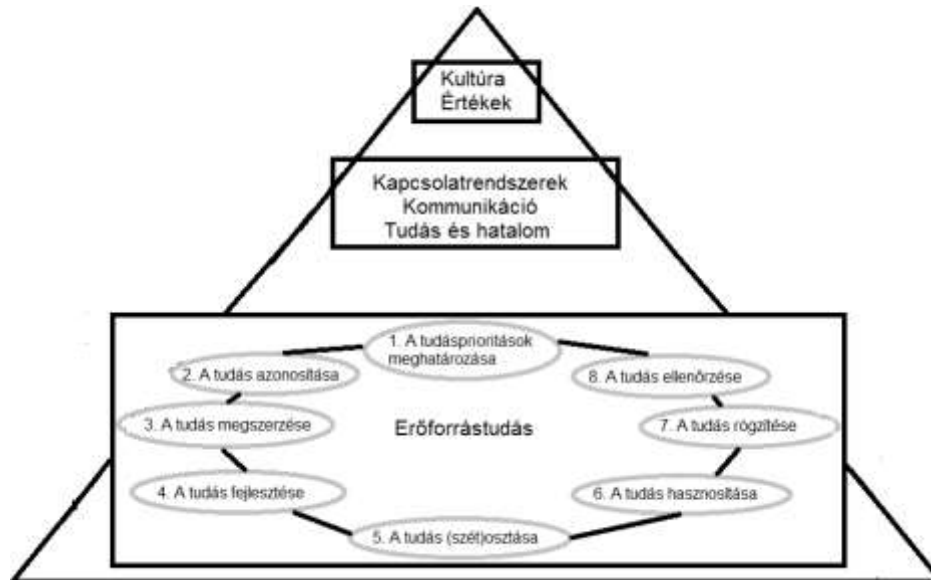 Kultúra
Értékek
Kapcsolatrendszerek
Kommunikáció
Tudás és hatalom
1. A tudásprioritások
meghatározása
2. A tudás azonosítása
8. A tudás ellenőrzése
3. A tudás megszerzése
Erőforrástudás
7. A tudás rögzítése
4. A tudás fejlesztése
6. A tudás hasznosítása
5. A tudás (szét)osztása